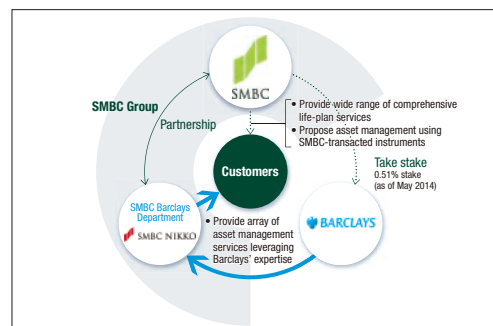 SMBC
SMBC Group
Partnership
• Provide wide range of comprehensive
life-plan services
• Propose asset management using
SMBC-transacted instruments
Customers
Take stake
0.51% stake
(as of May 2014)
SMBC Barclays
Department
SMBC NIKKO
• Provide array of
asset management
services leveraging
Barclays' expertise
BARCLAYS